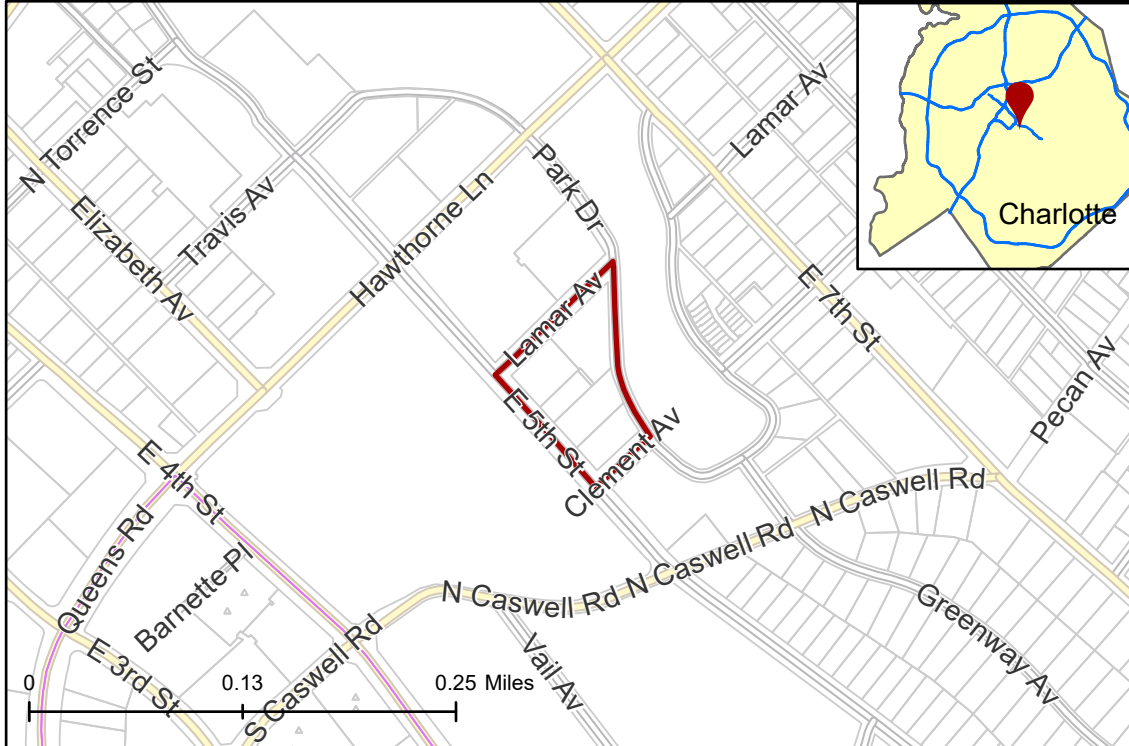 N Torrence St
Lamar Av
Charlotte
Park Dr
Travis Av
Elizabeth Av
Hawthorne Ln
Lamar Av
E 7th St
Pecan Av
E 5th St
Clement Av
E 4th St
Queens Rd
Barnette Pl
N Caswell Rd
N Caswell Rd
N Caswell Rd
Greenway Av
E 3rd St
S Caswell Rd
Vail Av
0 0.13 0.25 Miles